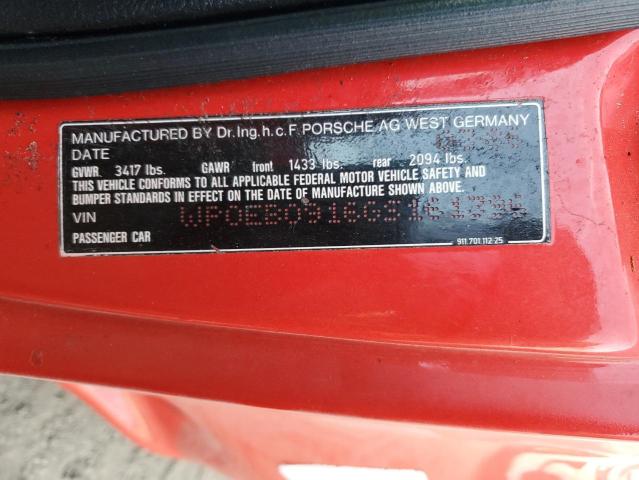 MANUFACTURED BY Dr.Ing.h.c.F. PORSCHE AG WEST GERMANY
DATE
GVWR. 3417 lbs. GAWR front 1433 lbs. rear 2094 lbs.
THIS VEHICLE CONFORMS TO ALL APPLICABLE FEDERAL MOTOR VEHICLE SAFETY AND
BUMPER STANDARDS IN EFFECT ON THE DATE OF MANUFACTURE SHOWN ABOVE.
VIN
PASSENGER CAR 911.701.112-25